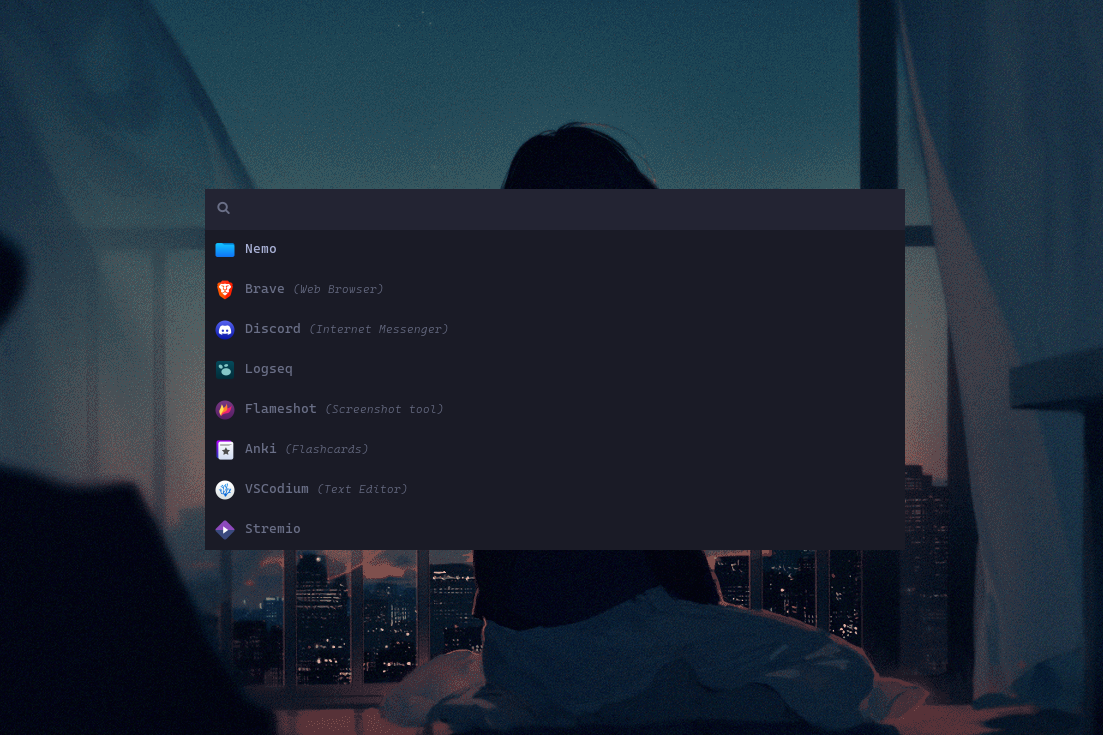 Nemo
Brave (Web Browser)
Discord (Internet Messenger)
Logseq
Flameshot (Screenshot tool)
Anki (Flashcards)
VSCodium (Text Editor)
Stremio